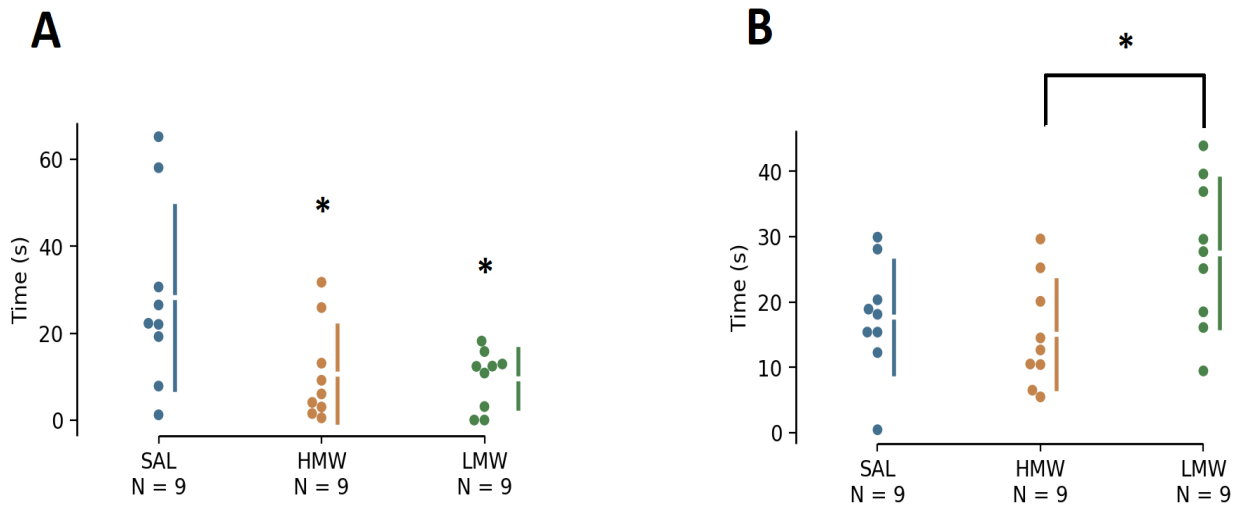 A
*
*
60
40
20
0
Time (s)
SAL
N = 9
HMW
N = 9
LMW
N = 9
B
*
40
30
20
10
0
Time (s)
SAL
N = 9
HMW
N = 9
LMW
N = 9